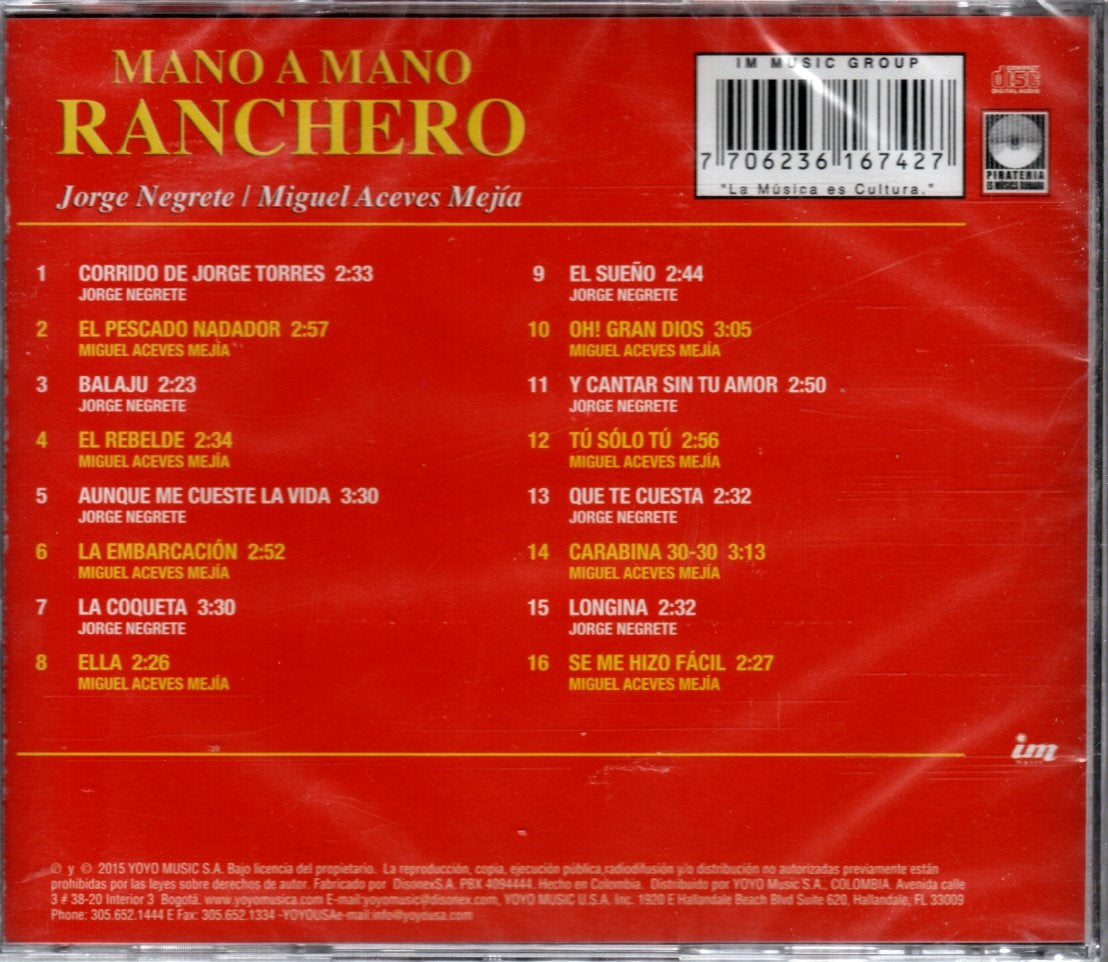 MANO A MANO
RANCHERO
Jorge Negrete / Miguel Aceves Mejía
IM MUSIC GROUP
7 706236 167427
"La Música es Cultura."
COMPACT
disc
DIGITAL AUDIO
PIRATERIA
ES MÚSICA ROBADA
1 CORRIDO DE JORGE TORRES 2:33
JORGE NEGRETE
2 EL PESCADO NADADOR 2:57
MIGUEL ACEVES MEJÍA
3 BALAJU 2:23
JORGE NEGRETE
4 EL REBELDE 2:34
MIGUEL ACEVES MEJÍA
5 AUNQUE ME CUESTE LA VIDA 3:30
JORGE NEGRETE
6 LA EMBARCACIÓN 2:52
MIGUEL ACEVES MEJÍA
7 LA COQUETA 3:30
JORGE NEGRETE
8 ELLA 2:26
MIGUEL ACEVES MEJÍA
9 EL SUEÑO 2:44
JORGE NEGRETE
10 OH! GRAN DIOS 3:05
MIGUEL ACEVES MEJÍA
11 Y CANTAR SIN TU AMOR 2:50
JORGE NEGRETE
12 TÚ SÓLO TÚ 2:56
MIGUEL ACEVES MEJÍA
13 QUE TE CUESTA 2:32
JORGE NEGRETE
14 CARABINA 30-30 3:13
MIGUEL ACEVES MEJÍA
15 LONGINA 2:32
JORGE NEGRETE
16 SE ME HIZO FÁCIL 2:27
MIGUEL ACEVES MEJÍA
im
MUSIC
℗ y © 2015 YOYO MUSIC S.A. Bajo licencia del propietario. La reproducción, copia, ejecución pública,radiodifusión y/o distribución no autorizadas previamente están
prohibidas por las leyes sobre derechos de autor. Fabricado por DisonexS.A. PBX 4094444. Hecho en Colombia. Distribuido por YOYO Music S.A., COLOMBIA. Avenida calle
3 # 38-20 Interior 3 Bogotá. www.yoyomusica.com E-mail:yoyomusic@disonex.com, YOYO MUSIC U.S.A. Inc. 1920 E Hallandale Beach Blvd Suite 620, Hallandale, FL 33009
Phone: 305.652.1444 E Fax: 305.652.1334 -YOYOUSAe-mail:info@yoyousa.com